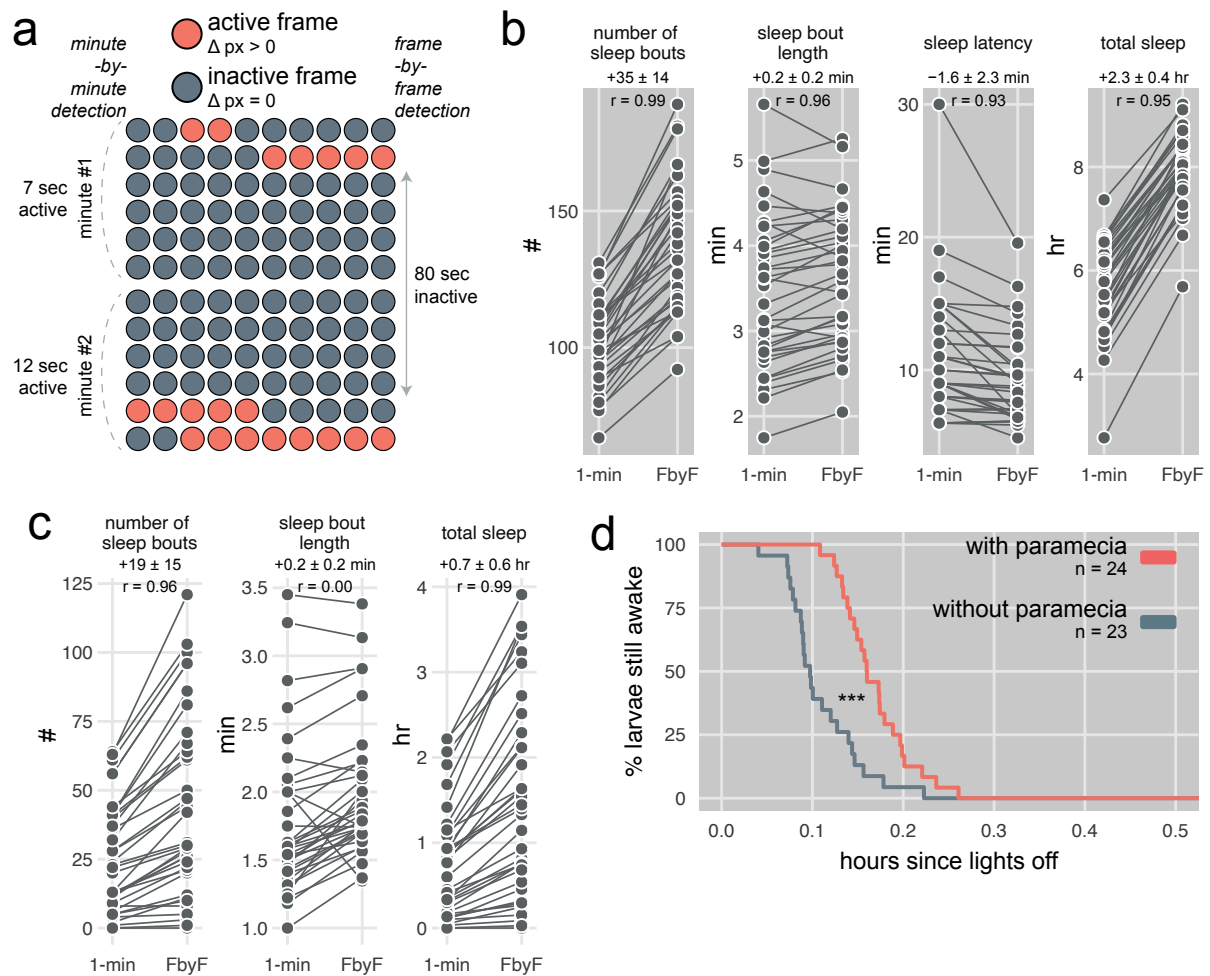 a
minute
-by-
minute
detection
active frame
Δ px > 0
inactive frame
Δ px = 0
frame
-by-
frame
detection
7 sec
active
minute #1
12 sec
active
minute #2
80 sec
inactive
b
number of
sleep bouts
+35 ± 14
r = 0.99
#
150
100
1-min FbyF
sleep bout
length
+0.2 ± 0.2 min
r = 0.96
min
5
4
3
2
1-min FbyF
sleep latency
−1.6 ± 2.3 min
r = 0.93
min
30
20
10
1-min FbyF
total sleep
+2.3 ± 0.4 hr
r = 0.95
hr
8
6
4
1-min FbyF
c
number of
sleep bouts
+19 ± 15
r = 0.96
#
125
100
75
50
25
0
1-min FbyF
sleep bout
length
+0.2 ± 0.2 min
r = 0.00
min
3.5
3.0
2.5
2.0
1.5
1.0
1-min FbyF
total sleep
+0.7 ± 0.6 hr
r = 0.99
hr
4
3
2
1
0
1-min FbyF
d
% larvae still awake
100
75
50
25
0
with paramecia
n = 24
without paramecia
n = 23
***
0.0 0.1 0.2 0.3 0.4 0.5
hours since lights off